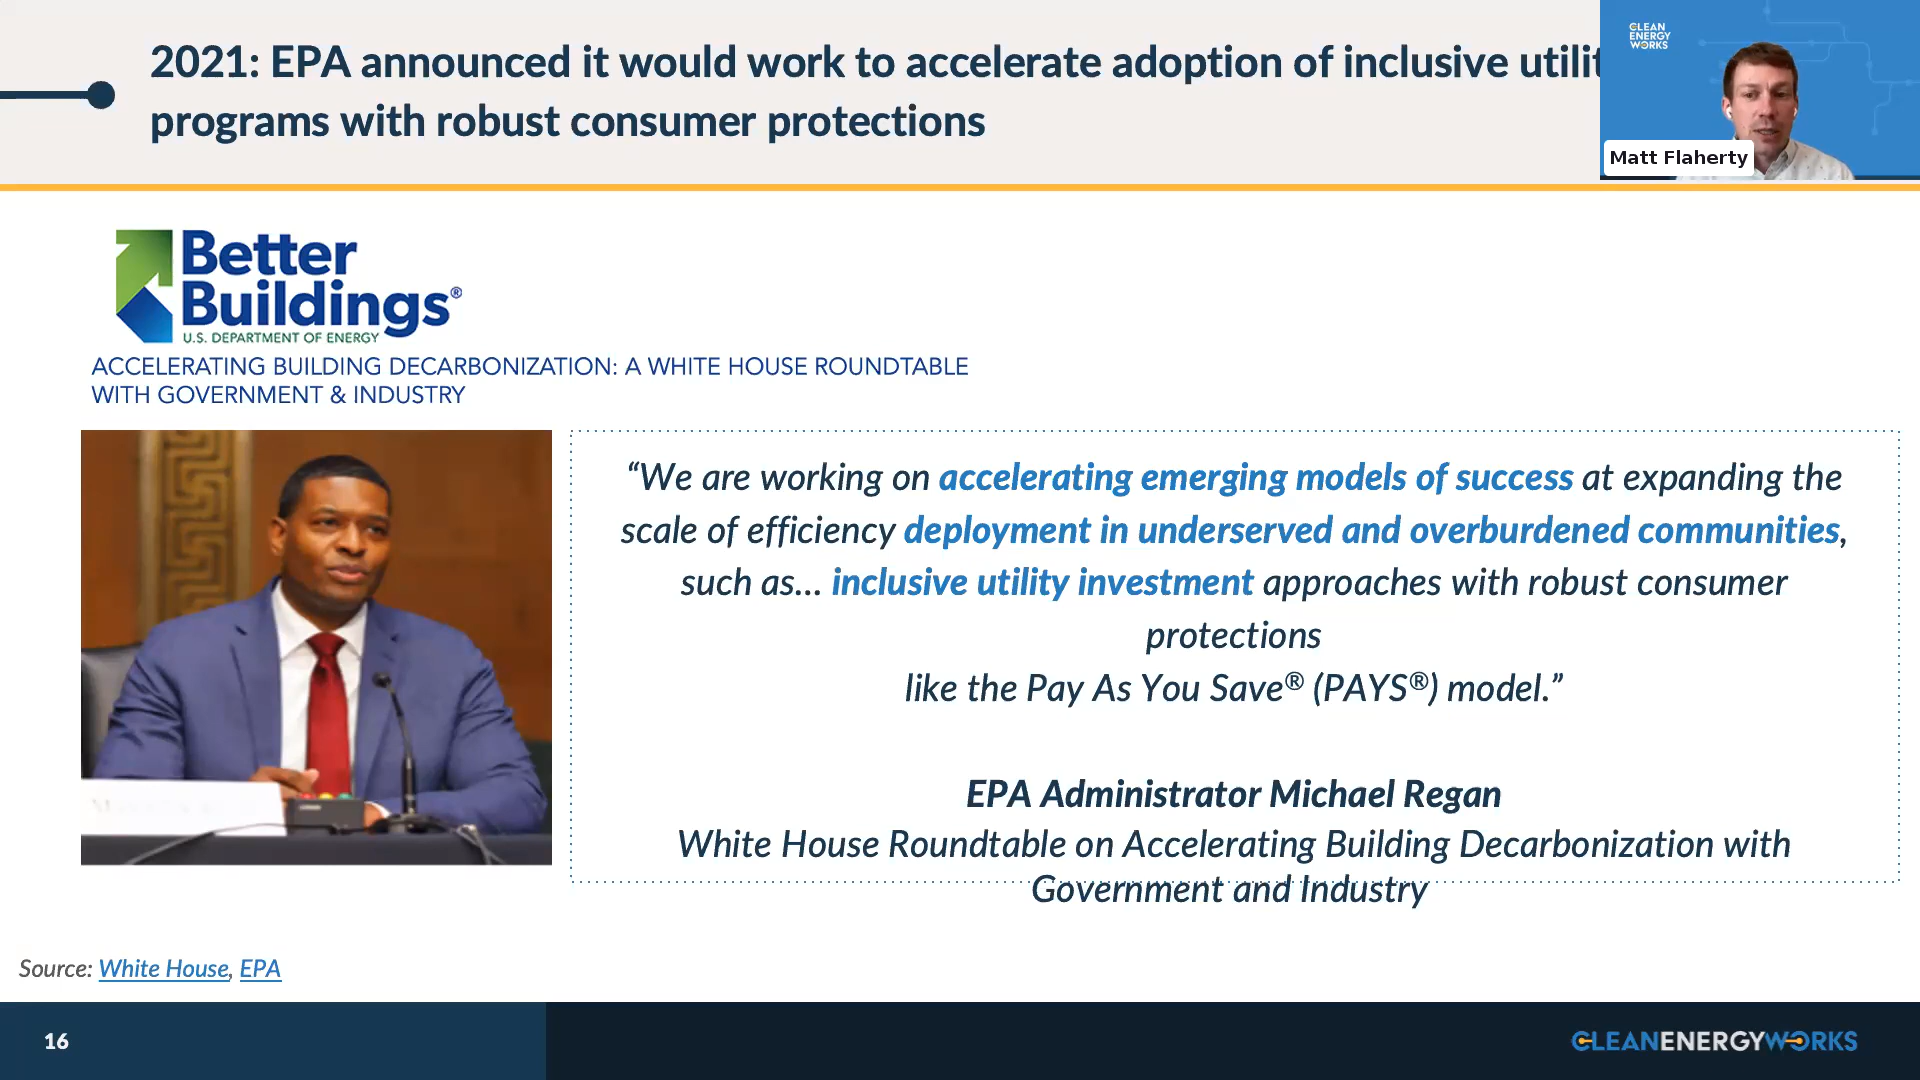 2021: EPA announced it would work to accelerate adoption of inclusive
programs with robust consumer protections
CLEAN
ENERGY
WORKS
Matt Flaherty
Better
Buildings®
U.S. DEPARTMENT OF ENERGY
ACCELERATING BUILDING DECARBONIZATION: A WHITE HOUSE ROUNDTABLE
WITH GOVERNMENT & INDUSTRY
“We are working on accelerating emerging models of success at expanding the
scale of efficiency deployment in underserved and overburdened communities,
such as... inclusive utility investment approaches with robust consumer
protections
like the Pay As You Save® (PAYS®) model.”
EPA Administrator Michael Regan
White House Roundtable on Accelerating Building Decarbonization with
Government and Industry
Source: White House, EPA
16
CLEANENERGYWORKS